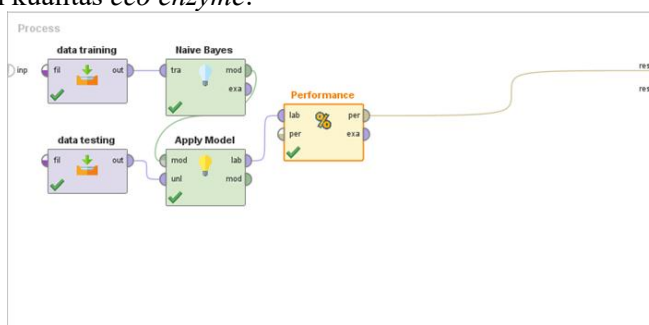 kualitas eco enzyme.
Process
data training
Naive Bayes
inp
fil
out
tra
mod
exa
res
res
Performance
lab
per
per
exa
data testing
Apply Model
fil
out
mod
lab
unl
mod